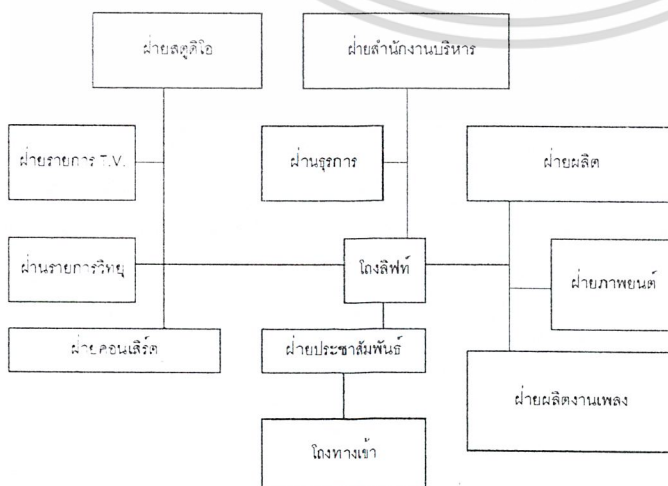 ฝ่ายสตูดิโอ
ฝ่ายสำนักงานบริหาร
ฝ่ายรายการ T.V.
ฝ่านธุรการ
ฝ่ายผลิต
ฝ่านรายการวิทยุ
โถงลิฟท์
ฝ่ายภาพยนต์
ฝ่ายคอนเสิร์ต
ฝ่ายประชาสัมพันธ์
ฝ่ายผลิตงานเพลง
โถงทางเข้า